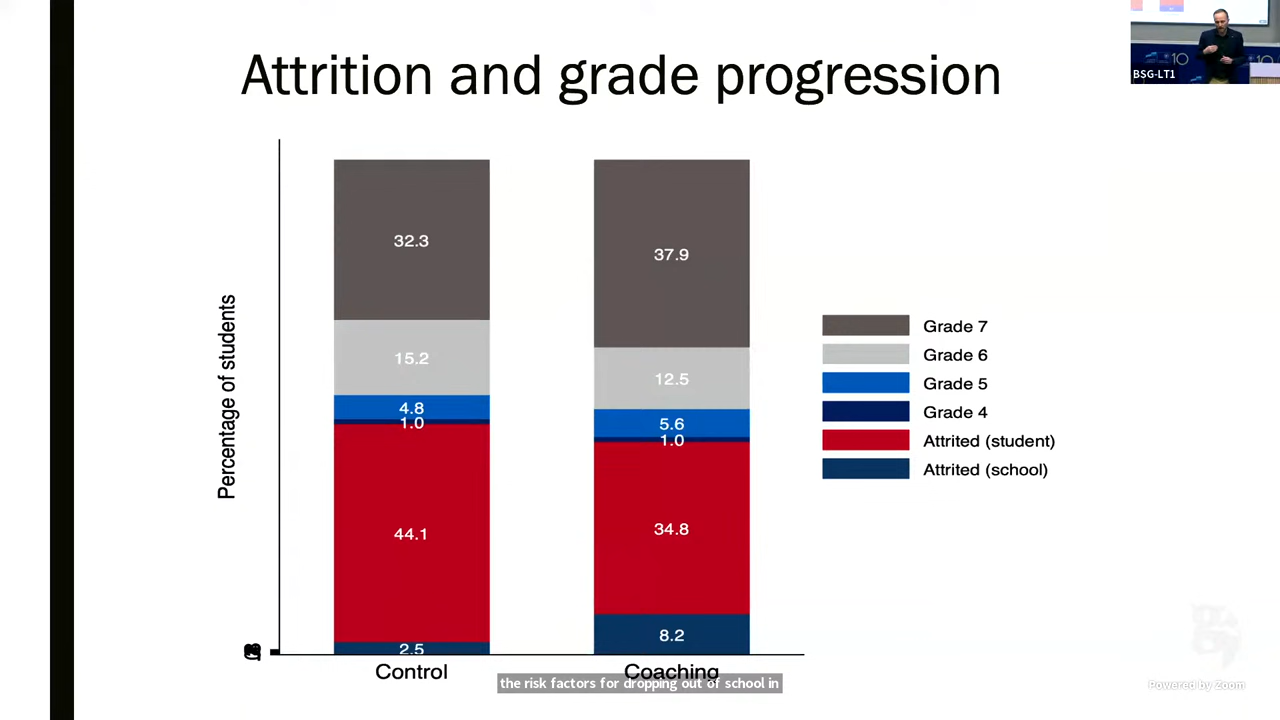 Attrition and grade progression
BSG-LT1
10
Percentage of students
32.3
15.2
4.8
1.0
44.1
2.5
37.9
12.5
5.6
1.0
34.8
8.2
Control
Coaching
Grade 7
Grade 6
Grade 5
Grade 4
Attrited (student)
Attrited (school)
the risk factors for dropping out of school in
Powered by Zoom